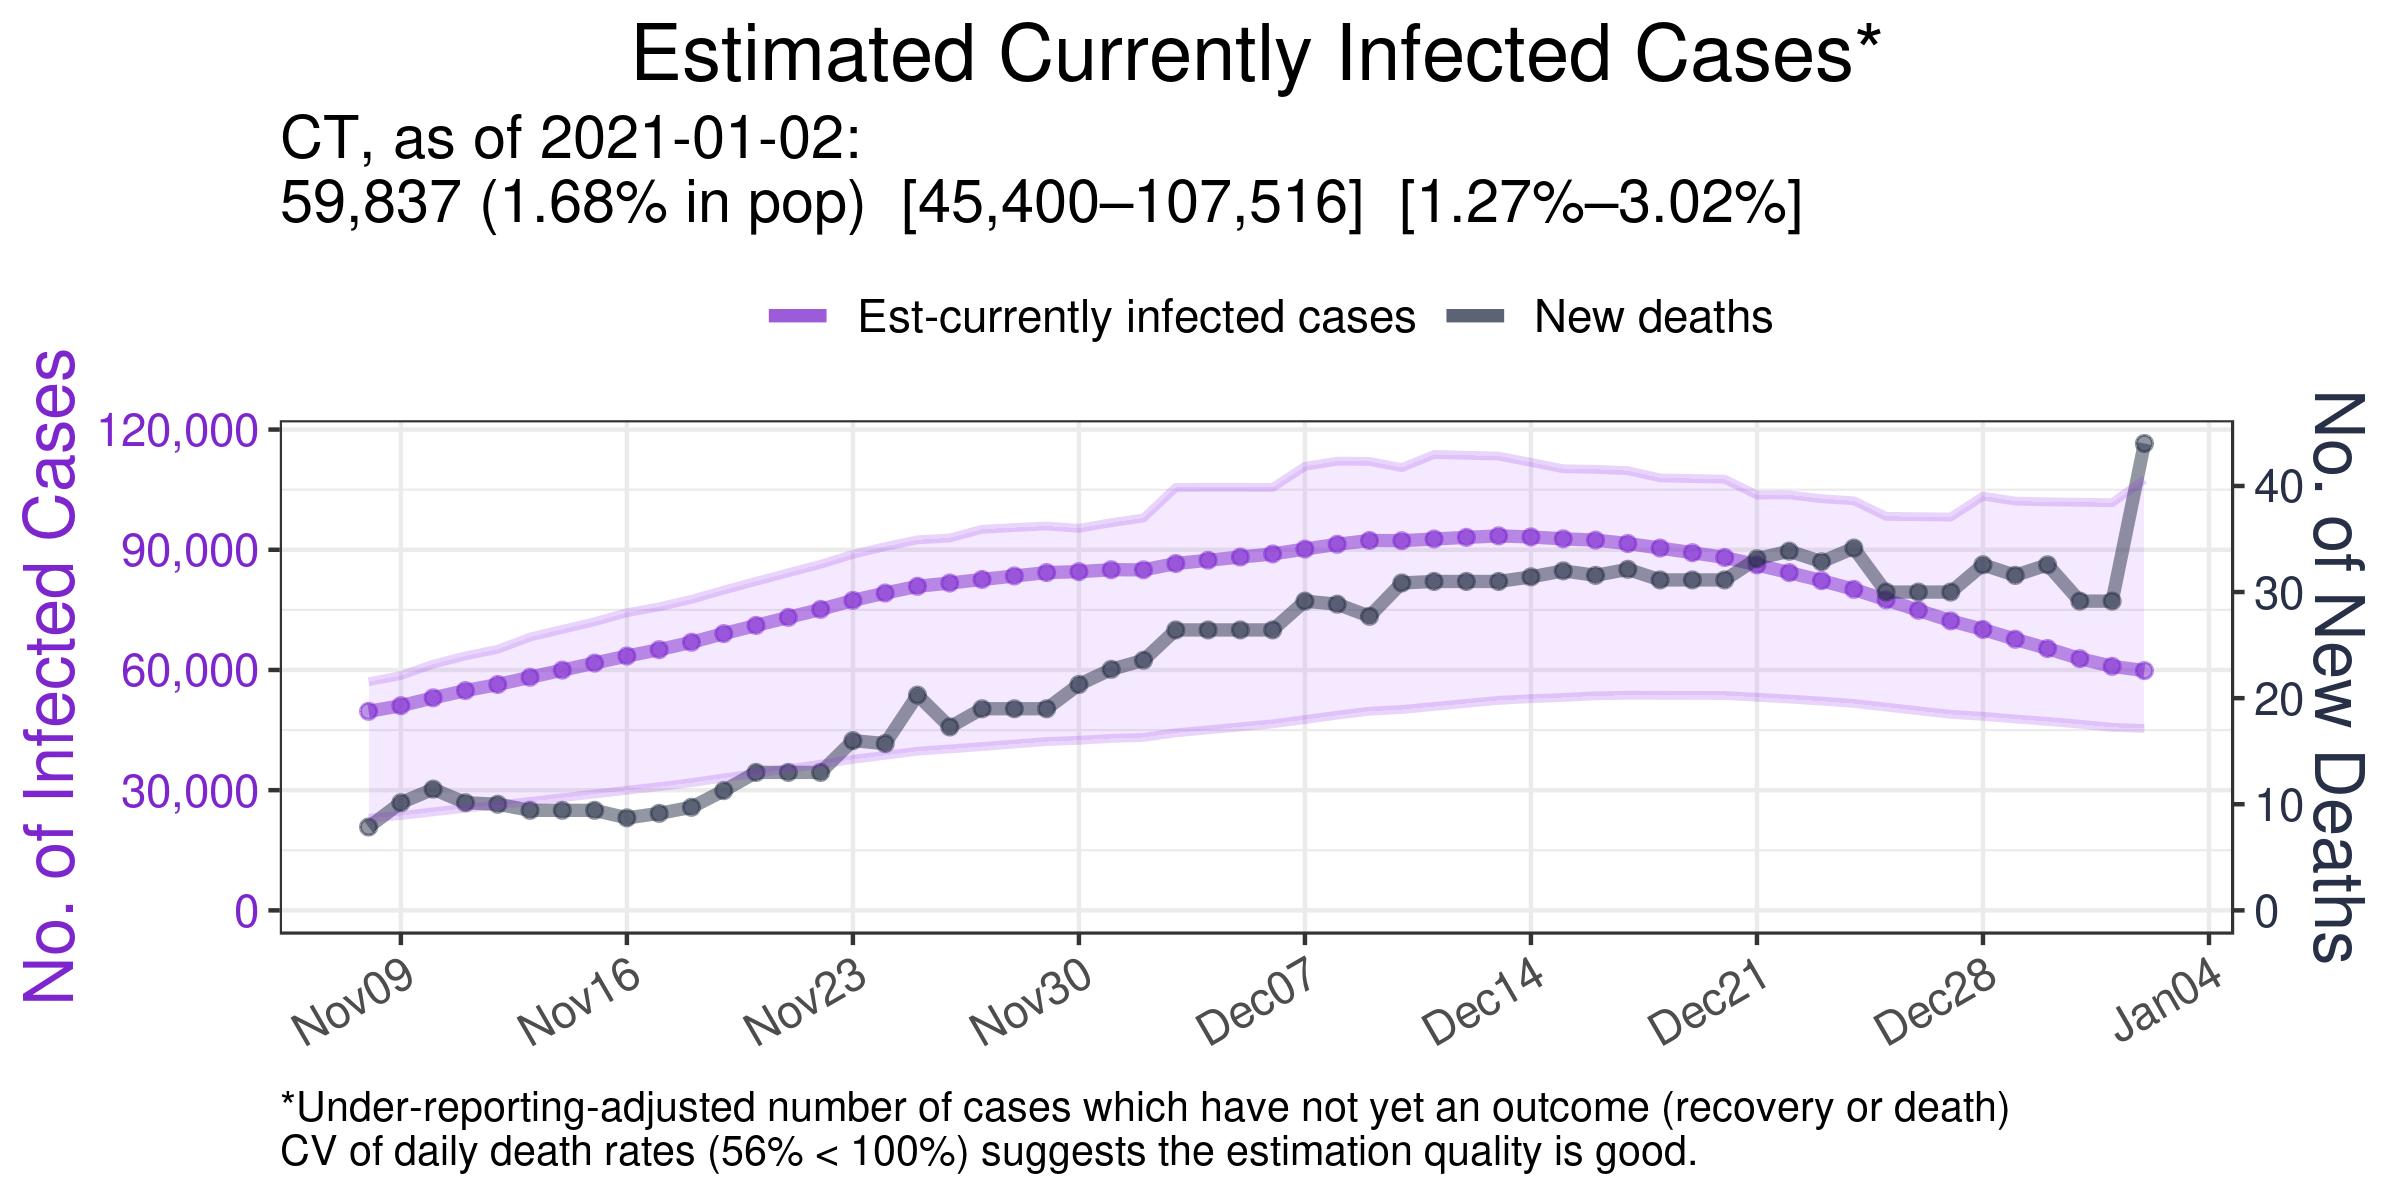 Estimated Currently Infected Cases*
CT, as of 2021-01-02:
59,837 (1.68% in pop)  [45,400–107,516]  [1.27%–3.02%]
Est-currently infected cases
New deaths
No. of Infected Cases
120,000
90,000
60,000
30,000
0
40
30
20
10
0
No. of New Deaths
Nov09
Nov16
Nov23
Nov30
Dec07
Dec14
Dec21
Dec28
Jan04
*Under-reporting-adjusted number of cases which have not yet an outcome (recovery or death)
CV of daily death rates (56% < 100%) suggests the estimation quality is good.